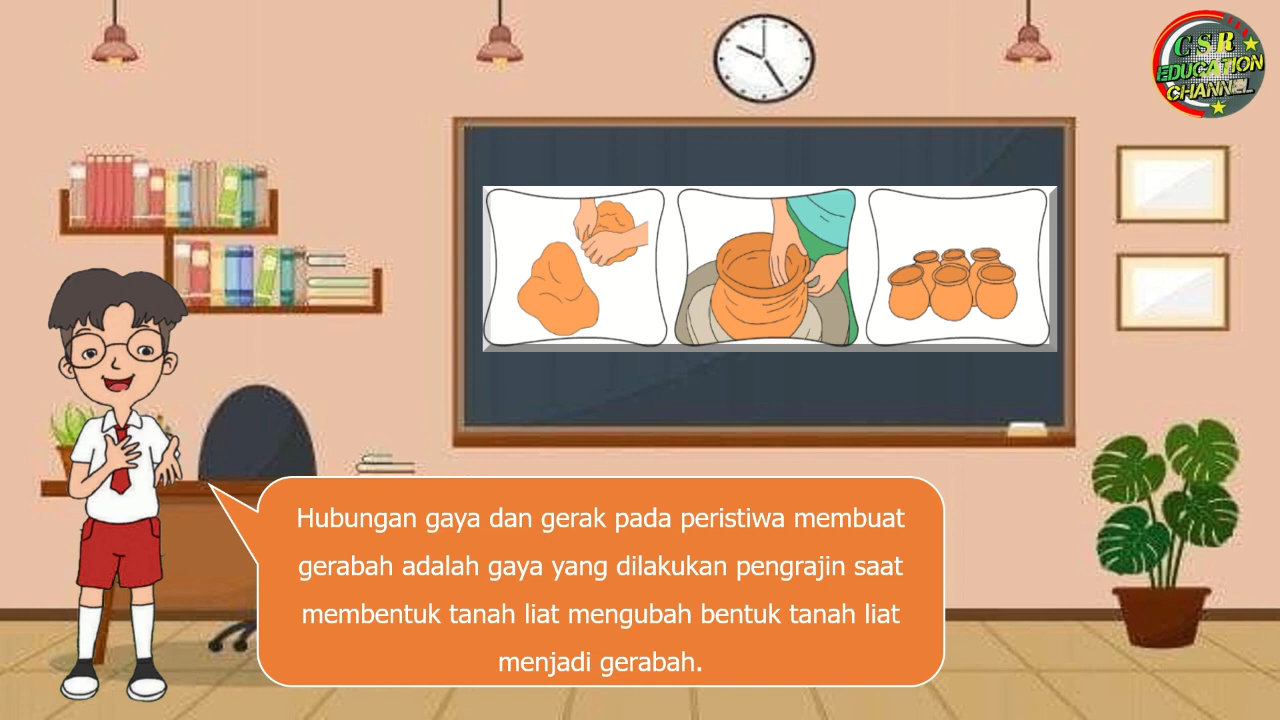 CSR
EDUCATION
CHANNEL
Hubungan gaya dan gerak pada peristiwa membuat
gerabah adalah gaya yang dilakukan pengrajin saat
membentuk tanah liat mengubah bentuk tanah liat
menjadi gerabah.